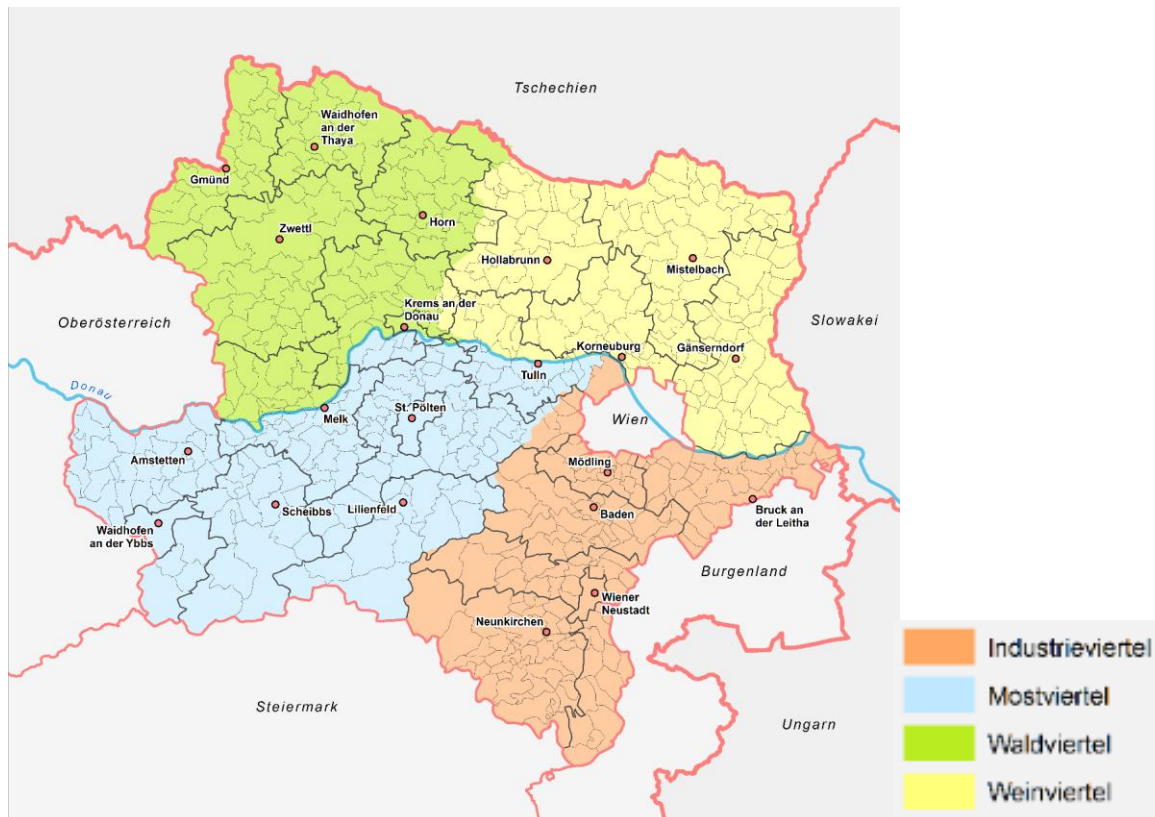 Tschechien
Waidhofen
an der
Thaya
Gmünd
Horn
Zwettl
Hollabrunn
Mistelbach
Krems an der
Donau
Oberösterreich
Slowakei
Korneuburg
Gänserndorf
Tulln
Donau
Melk
St. Pölten
Wien
Amstetten
Mödling
Scheibbs
Lilienfeld
Baden
Bruck an
der Leitha
Waidhofen
an der Ybbs
Burgenland
Wiener
Neustadt
Neunkirchen
Steiermark
Ungarn
Industrieviertel
Mostviertel
Waldviertel
Weinviertel